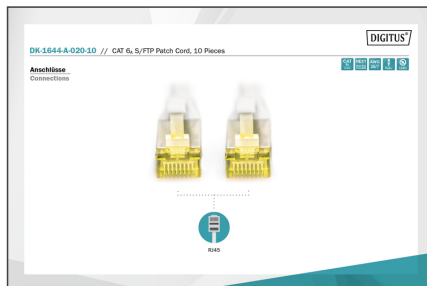 DIGITUS®
DK-1644-A-020-10 // CAT 6A S/FTP Patch Cord, 10 Pieces
Anschlüsse
Connections
RJ45